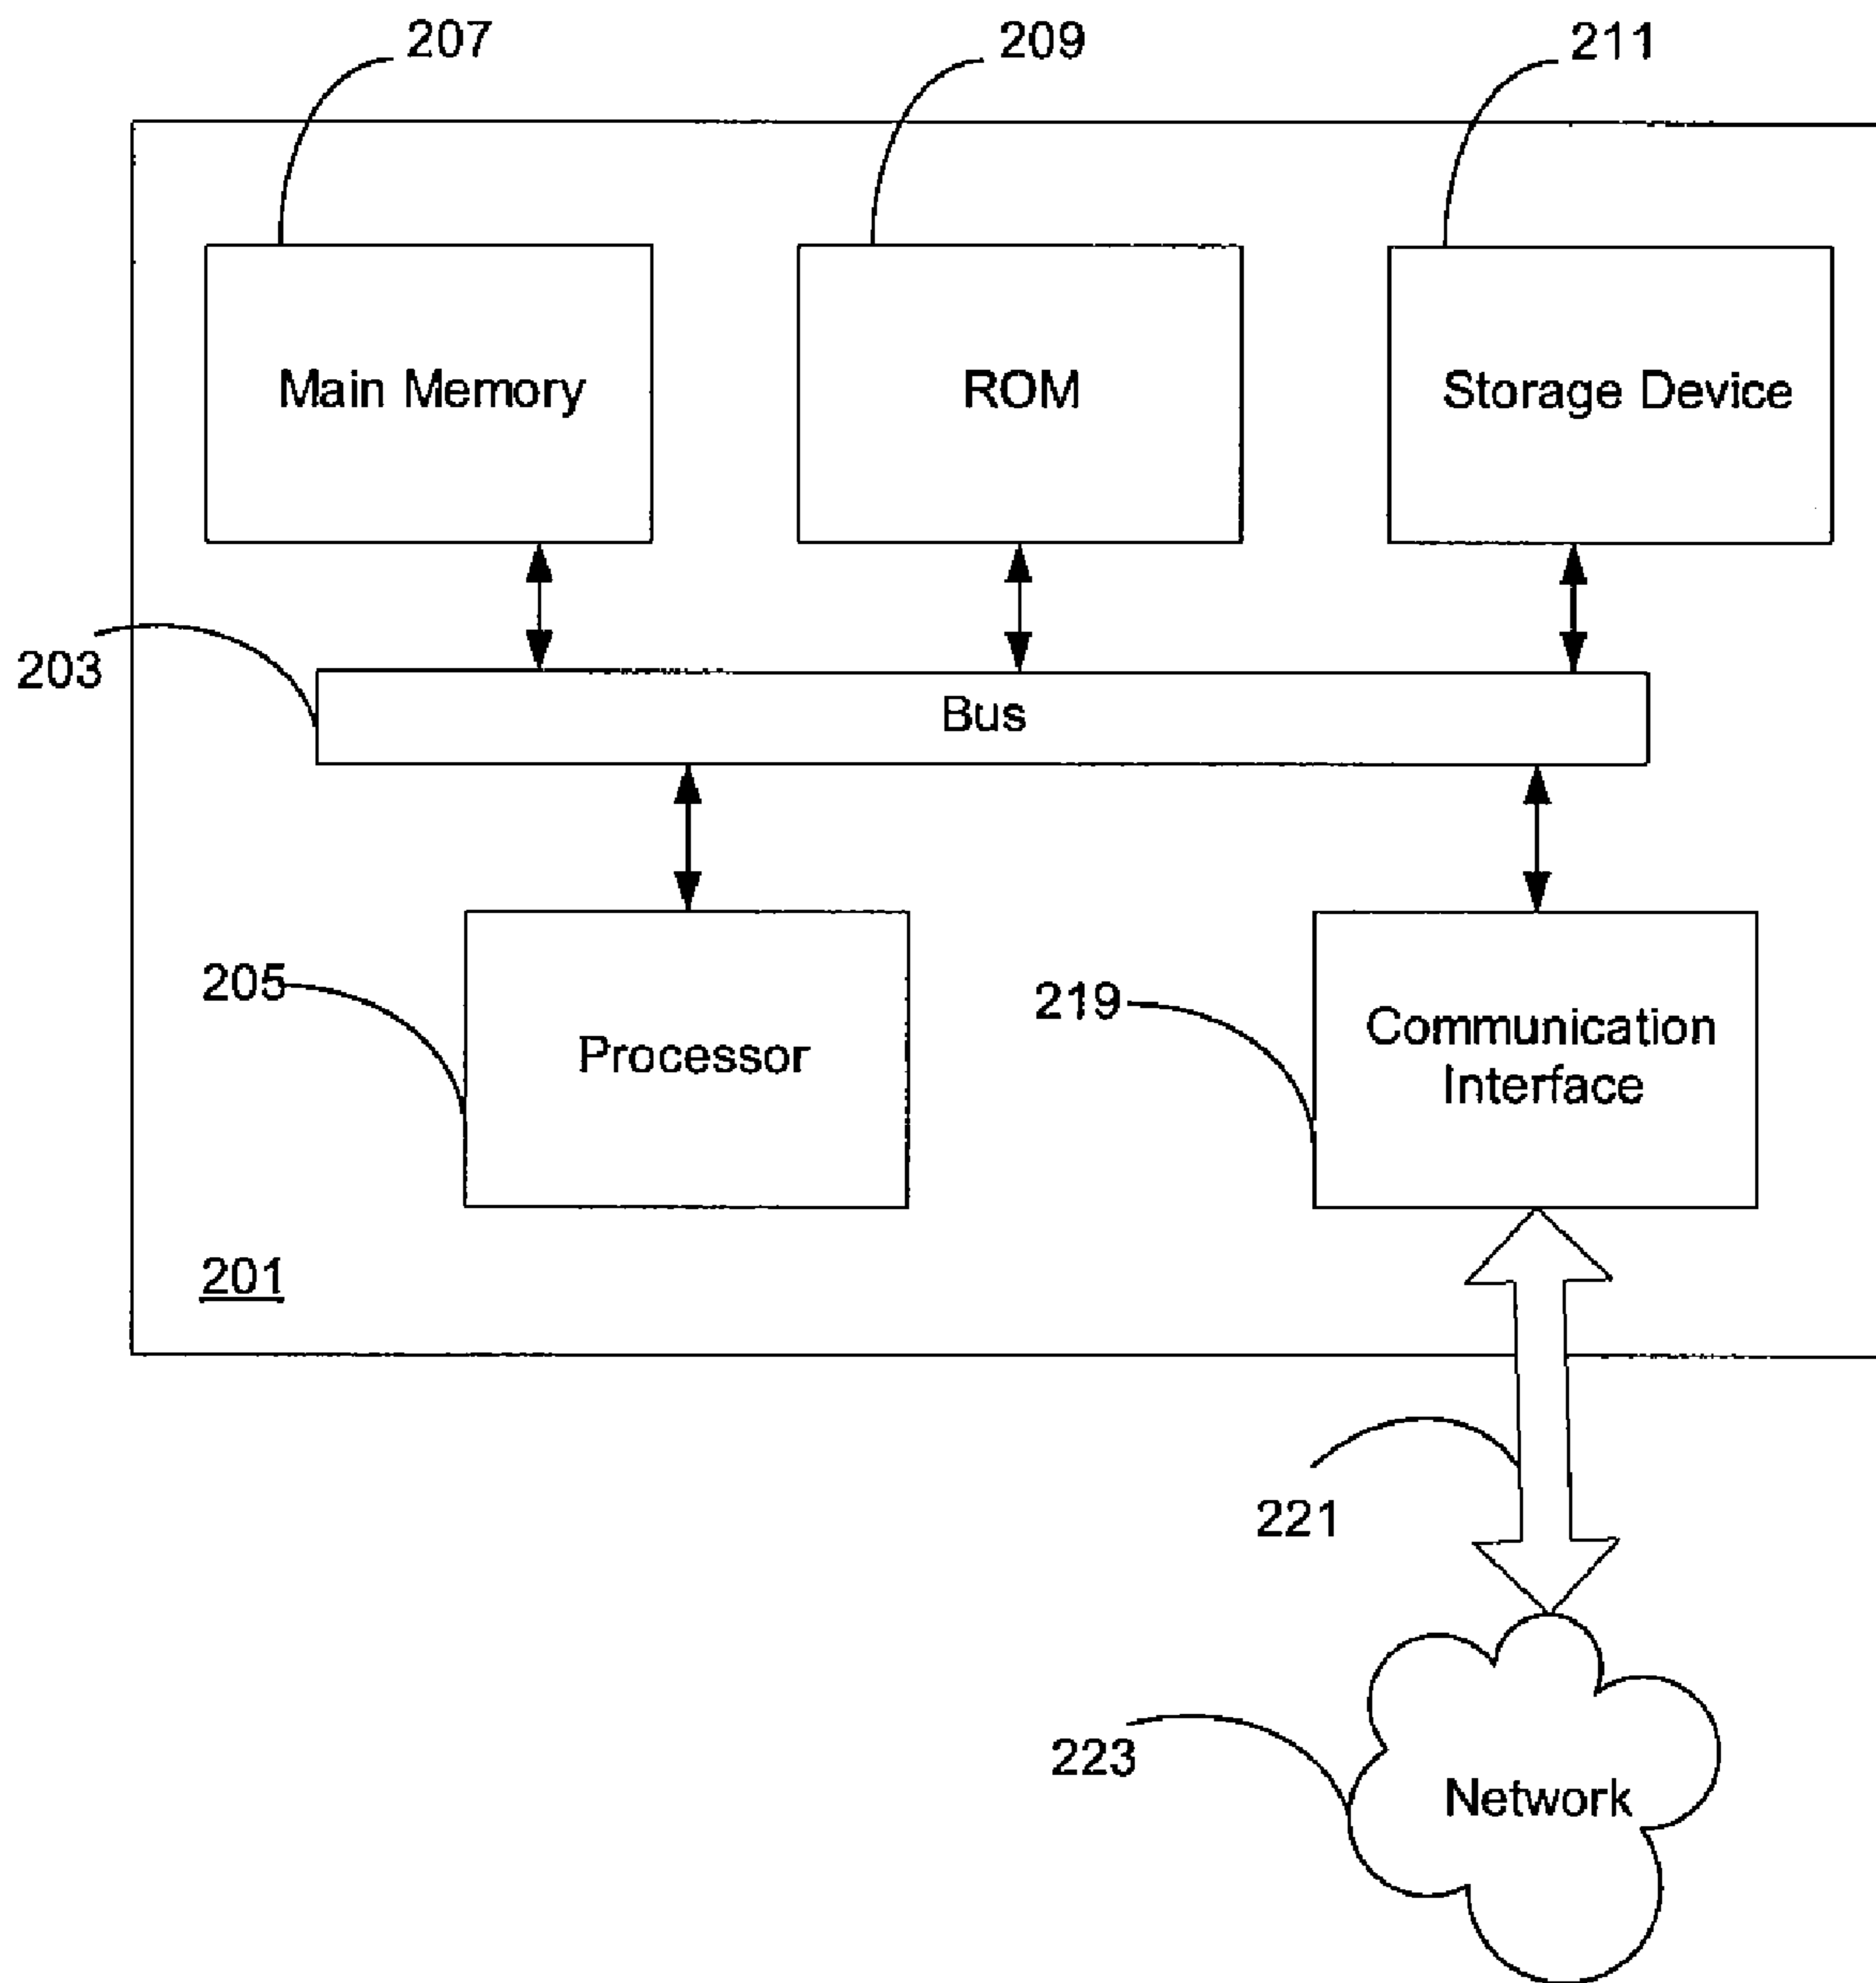 207
209
211
Main Memory
ROM
Storage Device
203
Bus
205
Processor
219
Communication
Interface
201
221
223
Network